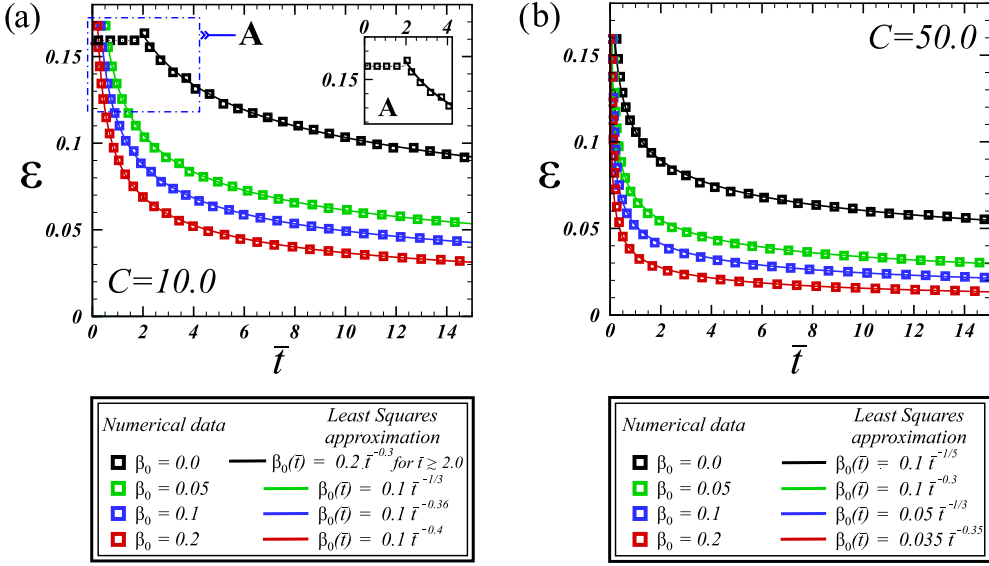 (a)
A
0 2 4
0.15
A
0.15
0.1
0.05
0
ε
C=10.0
0 2 4 6 8 10 12 14
t̄
(b)
C=50.0
0.15
0.1
0.05
0
ε
0 2 4 6 8 10 12 14
t̄
Numerical data
Least Squares
approximation
β₀ = 0.0
β₀(t̄) = 0.2 t̄^-0.3 for t̄ ≳ 2.0
β₀ = 0.05
β₀(t̄) = 0.1 t̄^-1/3
β₀ = 0.1
β₀(t̄) = 0.1 t̄^-0.36
β₀ = 0.2
β₀(t̄) = 0.1 t̄^-0.4
Numerical data
Least Squares
approximation
β₀ = 0.0
β₀(t̄) = 0.1 t̄^-1/5
β₀ = 0.05
β₀(t̄) = 0.1 t̄^-0.3
β₀ = 0.1
β₀(t̄) = 0.05 t̄^-1/3
β₀ = 0.2
β₀(t̄) = 0.035 t̄^-0.35